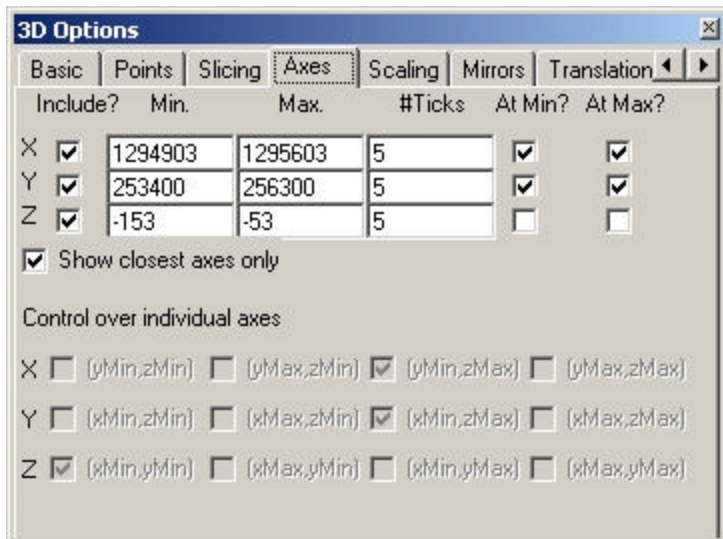 3D Options
Basic Points Slicing Axes Scaling Mirrors Translation
Include? Min. Max. #Ticks At Min? At Max?
X 1294903 1295603 5
Y 253400 256300 5
Z -153 -53 5
Show closest axes only
Control over individual axes
X (yMin,zMin) (yMax,zMin) (yMin,zMax) (yMax,zMax)
Y (xMin,zMin) (xMax,zMin) (xMin,zMax) (xMax,zMax)
Z (xMin,yMin) (xMax,yMin) (xMin,yMax) (xMax,yMax)